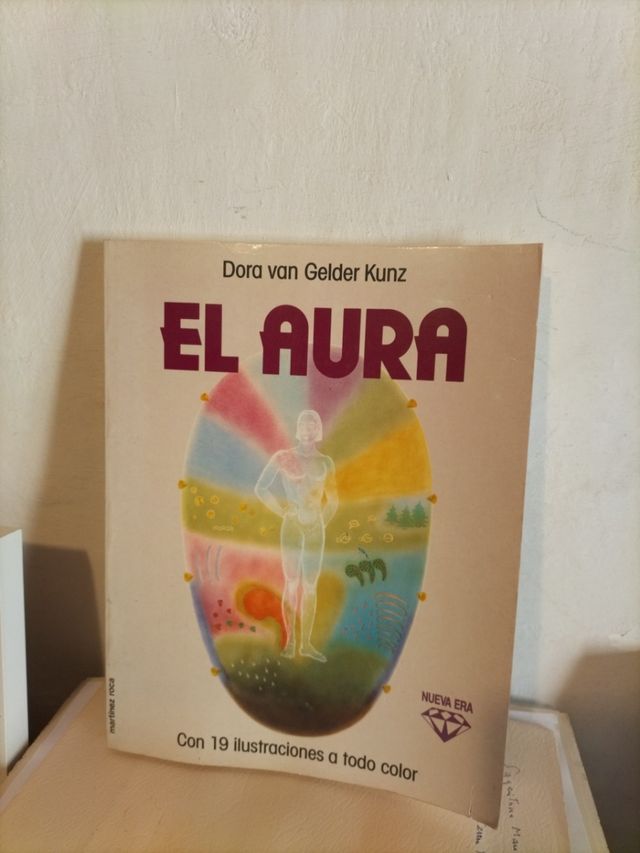 Dora van Gelder Kunz
EL AURA
NUEVA ERA
Con 19 ilustraciones a todo color
martínez roca